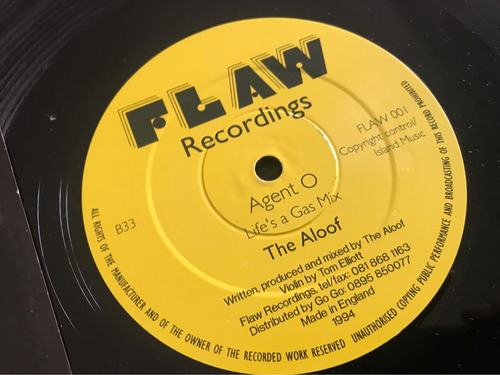 FLAW
Recordings
FLAW 001
Copyright control/
Island Music
B33
Agent O
Life's a Gas Mix
The Aloof
Written, produced and mixed by The Aloof
Violin by Tom Elliott
Flaw Recordings, tel/fax: 081 868 1163
Distributed by Go Go: 0895 850077
Made in England
1994
ALL RIGHTS OF THE MANUFACTURER AND OF THE OWNER OF THE RECORDED WORK RESERVED UNAUTHORISED COPYING PUBLIC PERFORMANCE AND BROADCASTING OF THIS RECORD PROHIBITED